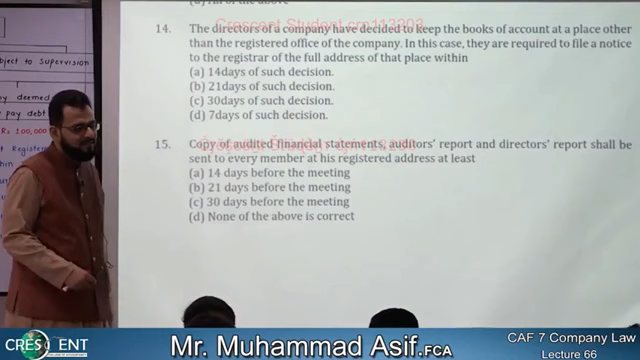 (d) All of the above
Crescent Student crn113203
14. The directors of a company have decided to keep the books of account at a place other
than the registered office of the company. In this case, they are required to file a notice
to the registrar of the full address of that place within
(a) 14days of such decision.
(b) 21days of such decision.
(c) 30days of such decision.
(d) 7days of such decision.
15. Copy of audited financial statements, auditors' report and directors' report shall be
sent to every member at his registered address at least
(a) 14 days before the meeting
(b) 21 days before the meeting
(c) 30 days before the meeting
(d) None of the above is correct
bject to Supervision
y deemed
pay debt
Rs 100,000
t Register
CRESCENT
Mr. Muhammad Asif.FCA
CAF 7 Company Law
Lecture 66